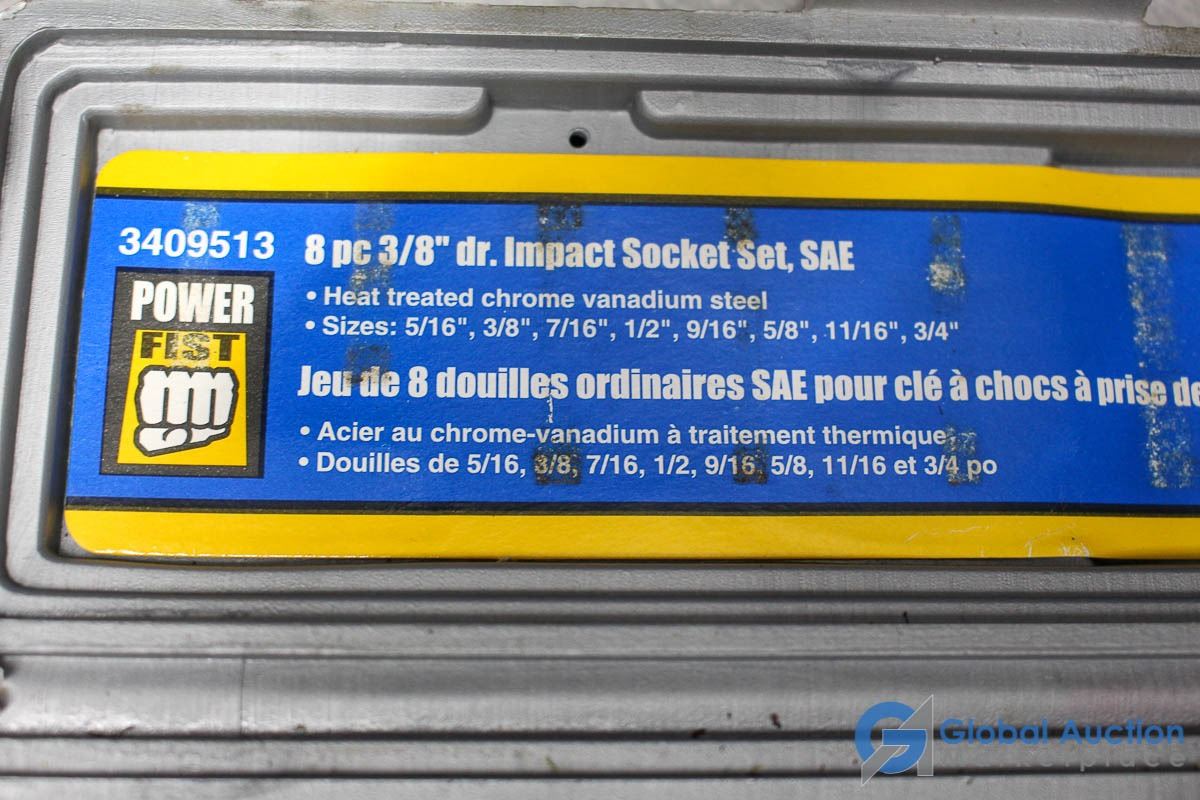 3409513
POWER
FIST
8 pc 3/8" dr. Impact Socket Set, SAE
• Heat treated chrome vanadium steel
• Sizes: 5/16", 3/8", 7/16", 1/2", 9/16", 5/8", 11/16", 3/4"
Jeu de 8 douilles ordinaires SAE pour clé à chocs à prise de
• Acier au chrome-vanadium à traitement thermique
• Douilles de 5/16, 3/8, 7/16, 1/2, 9/16, 5/8, 11/16 et 3/4 po
Global Auction
Marketplace